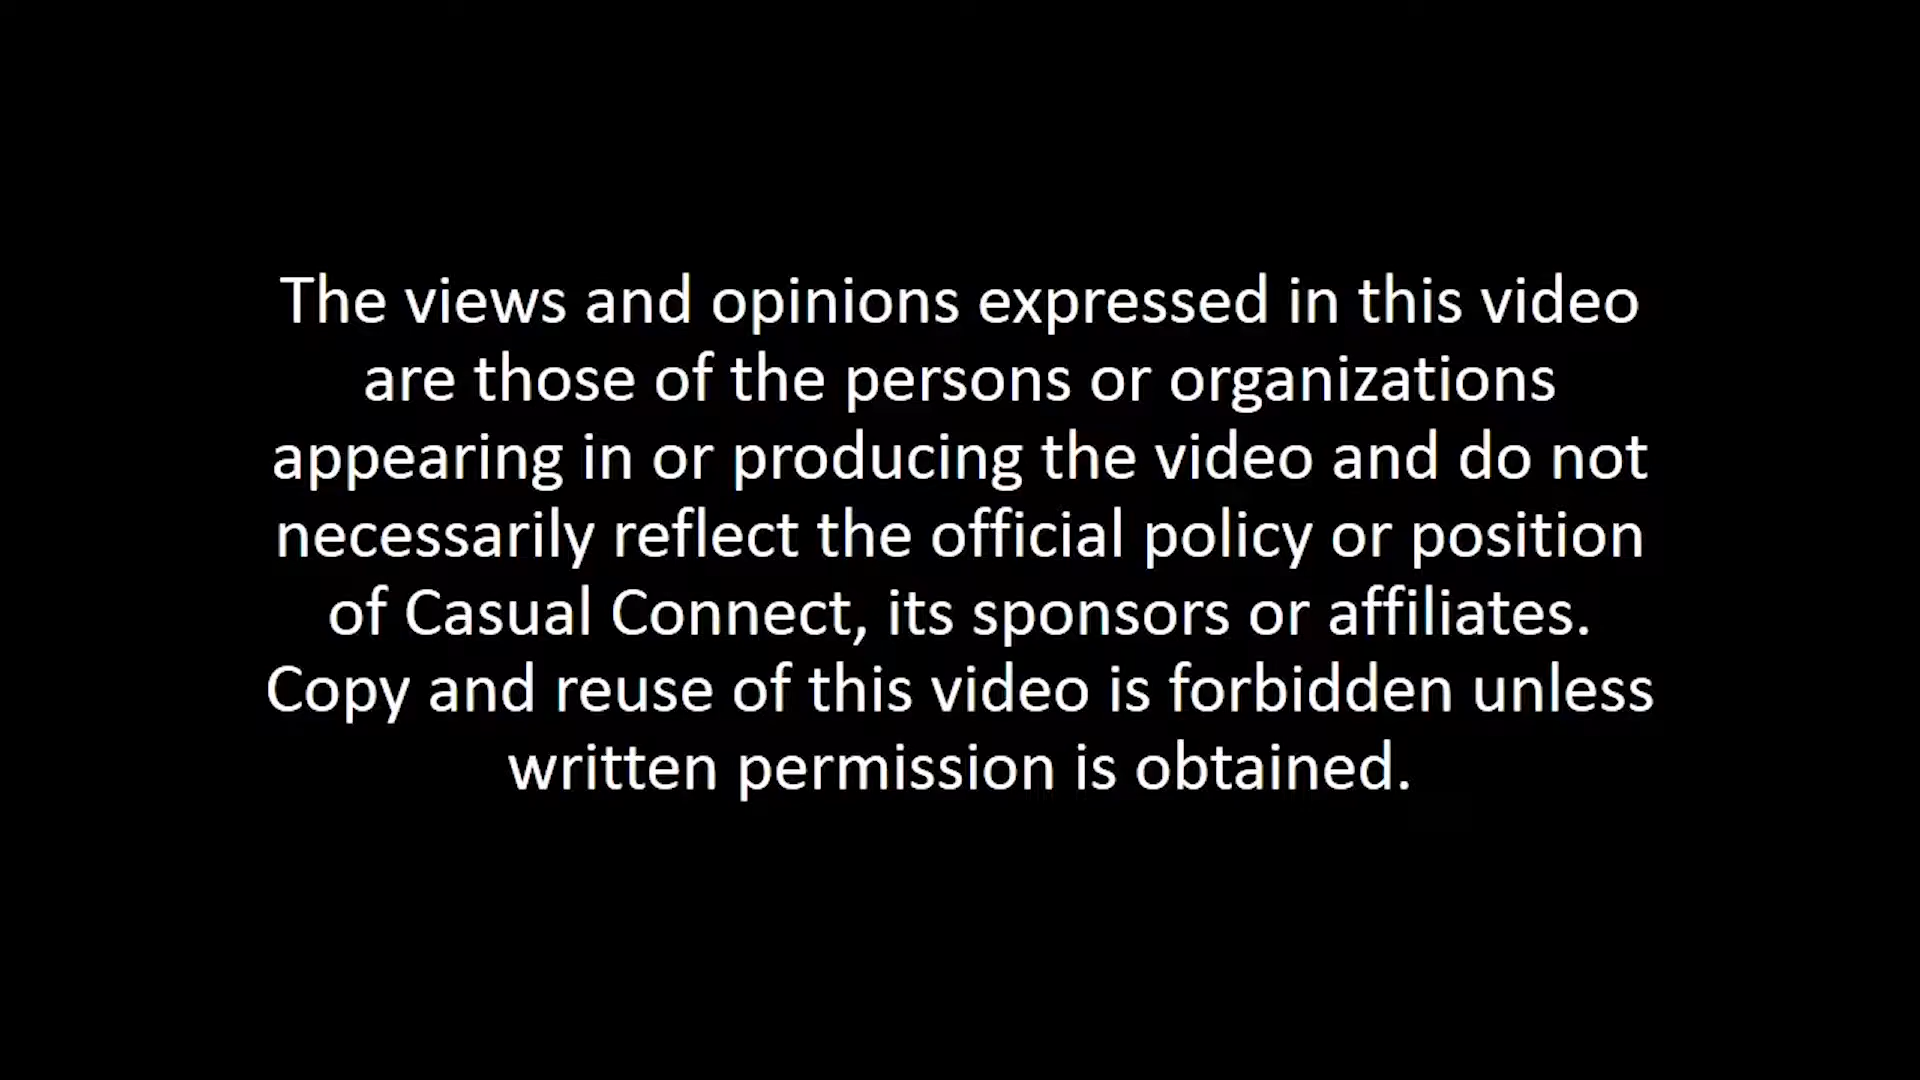 The views and opinions expressed in this video
are those of the persons or organizations
appearing in or producing the video and do not
necessarily reflect the official policy or position
of Casual Connect, its sponsors or affiliates.
Copy and reuse of this video is forbidden unless
written permission is obtained.